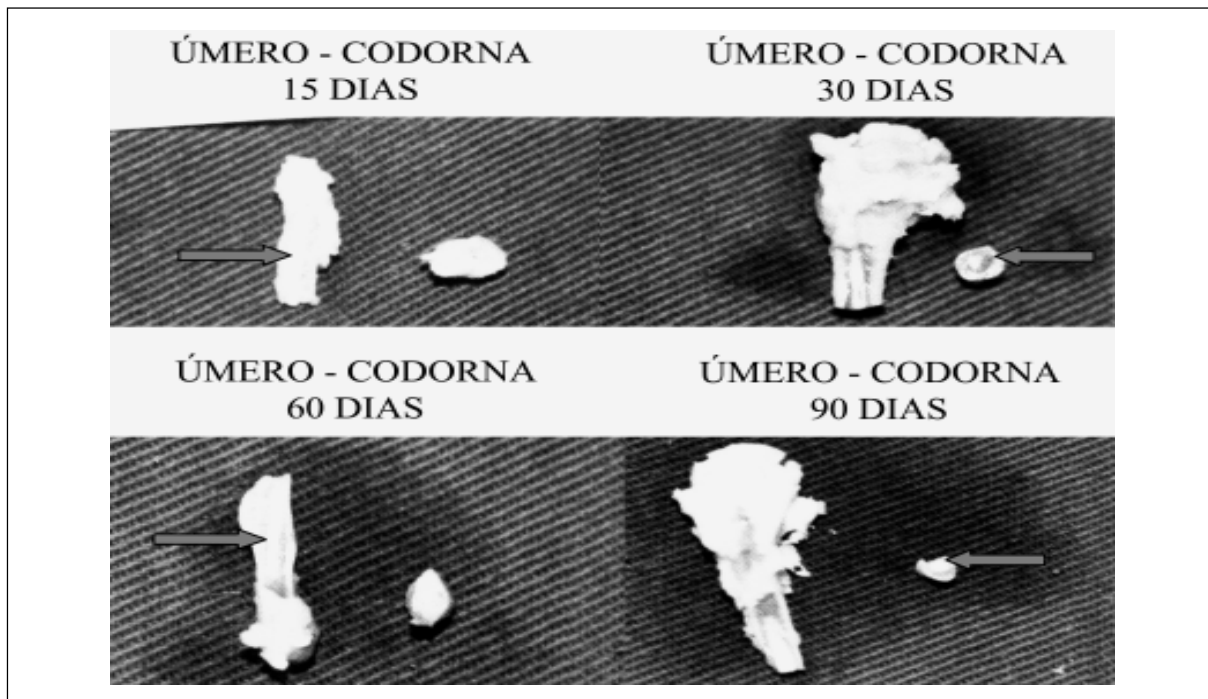 ÚMERO - CODORNA
15 DIAS
ÚMERO - CODORNA
30 DIAS
ÚMERO - CODORNA
60 DIAS
ÚMERO - CODORNA
90 DIAS